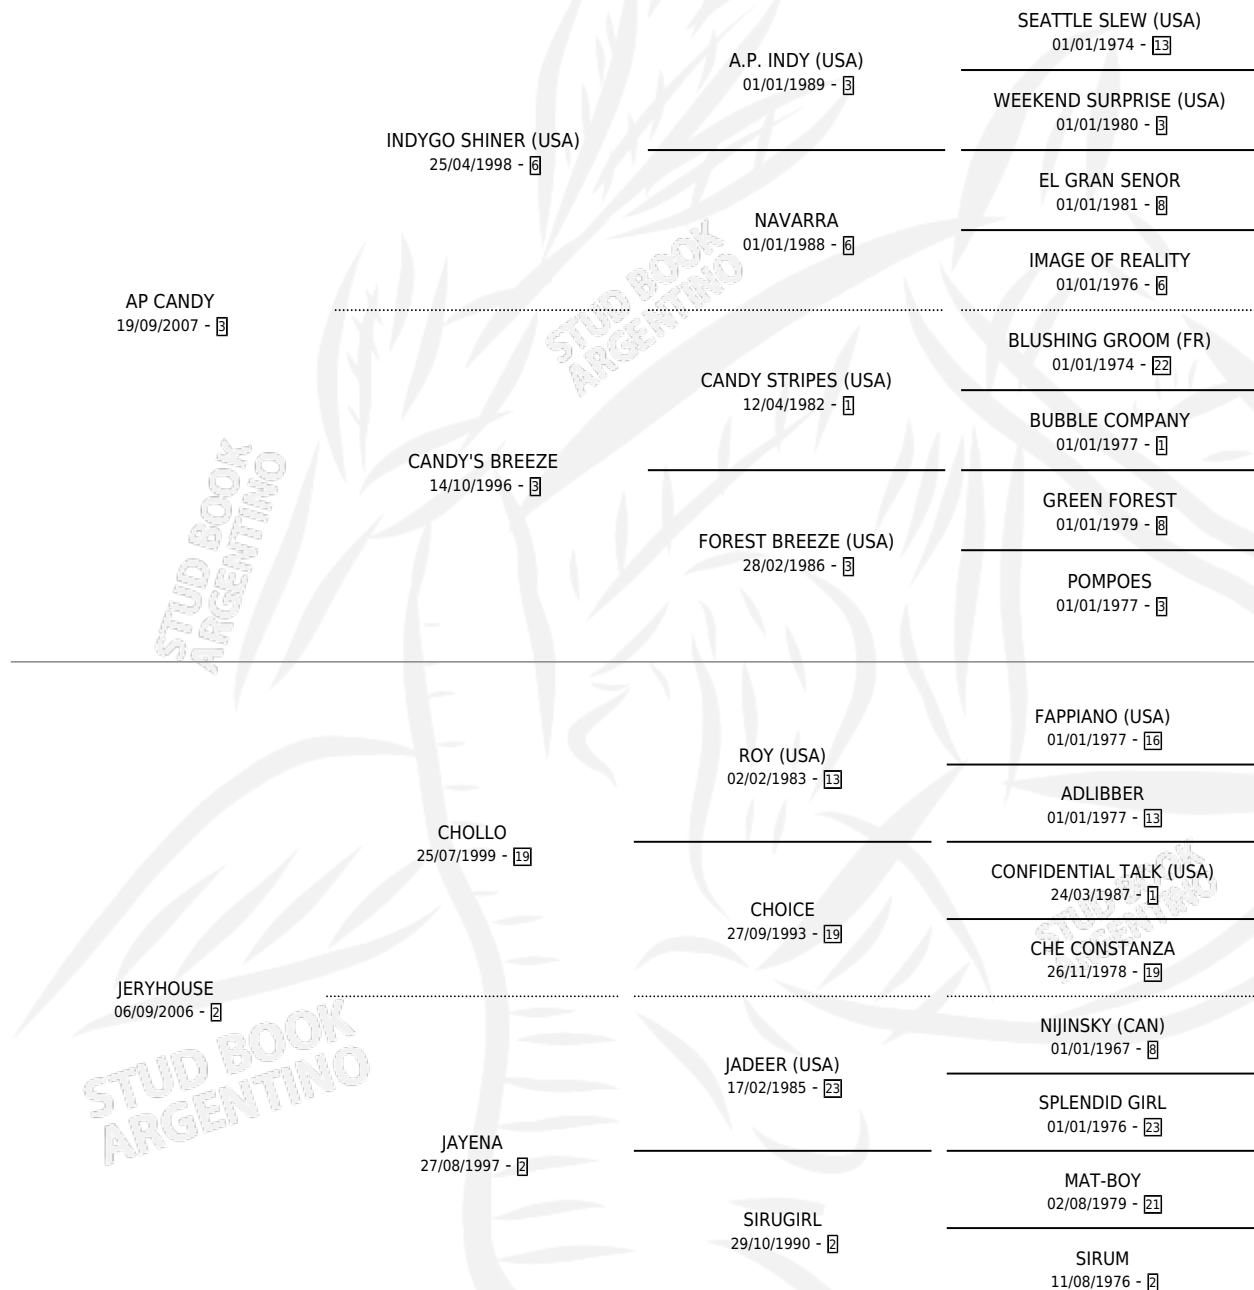 SEATTLE SLEW (USA)
01/01/1974 - 13
A.P. INDY (USA)
01/01/1989 - 3
WEEKEND SURPRISE (USA)
01/01/1980 - 3
INDYGO SHINER (USA)
25/04/1998 - 6
EL GRAN SENOR
01/01/1981 - 8
NAVARRA
01/01/1988 - 6
IMAGE OF REALITY
01/01/1976 - 6
AP CANDY
19/09/2007 - 3
BLUSHING GROOM (FR)
01/01/1974 - 22
CANDY STRIPES (USA)
12/04/1982 - 1
BUBBLE COMPANY
01/01/1977 - 1
CANDY'S BREEZE
14/10/1996 - 3
GREEN FOREST
01/01/1979 - 8
FOREST BREEZE (USA)
28/02/1986 - 3
POMPOES
01/01/1977 - 3
STUD BOOK
ARGENTINO
STUD BOOK
ARGENTINO
FAPPIANO (USA)
01/01/1977 - 16
ROY (USA)
02/02/1983 - 13
ADLIBBER
01/01/1977 - 13
CHOLLO
25/07/1999 - 19
CONFIDENTIAL TALK (USA)
24/03/1987 - 1
CHOICE
27/09/1993 - 19
CHE CONSTANZA
26/11/1978 - 19
JERYHOUSE
06/09/2006 - 2
NIJINSKY (CAN)
01/01/1967 - 8
JADEER (USA)
17/02/1985 - 23
SPLENDID GIRL
01/01/1976 - 23
JAYENA
27/08/1997 - 2
MAT-BOY
02/08/1979 - 21
SIRUGIRL
29/10/1990 - 2
SIRUM
11/08/1976 - 2
STUD BOOK
ARGENTINO
STUD BOOK
ARGENTINO